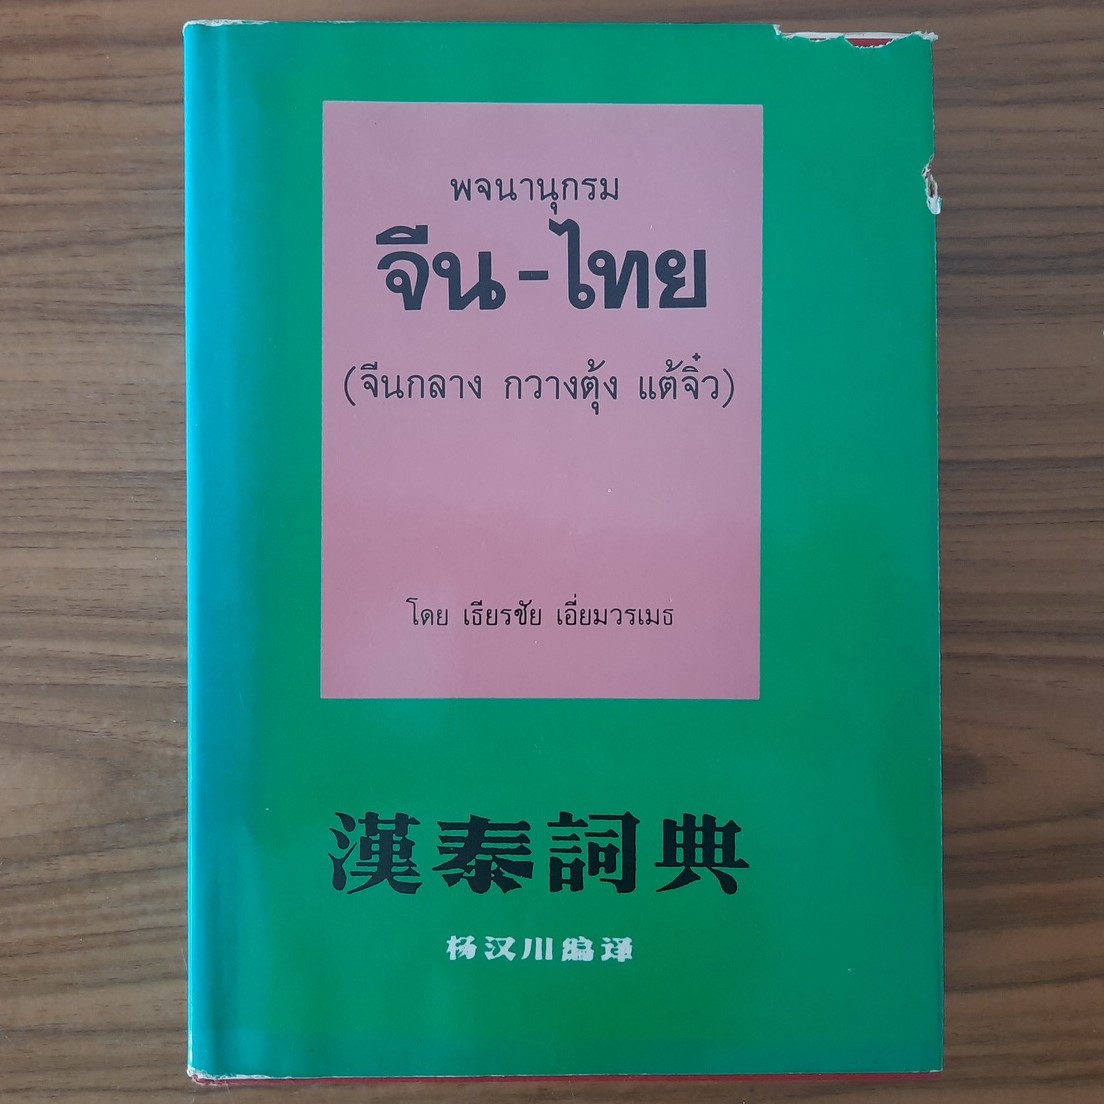 พจนานุกรม
จีน-ไทย
(จีนกลาง กวางตุ้ง แต้จิ๋ว)
โดย เธียรชัย เอี่ยมวรเมธ
漢泰詞典
杨汉川编译